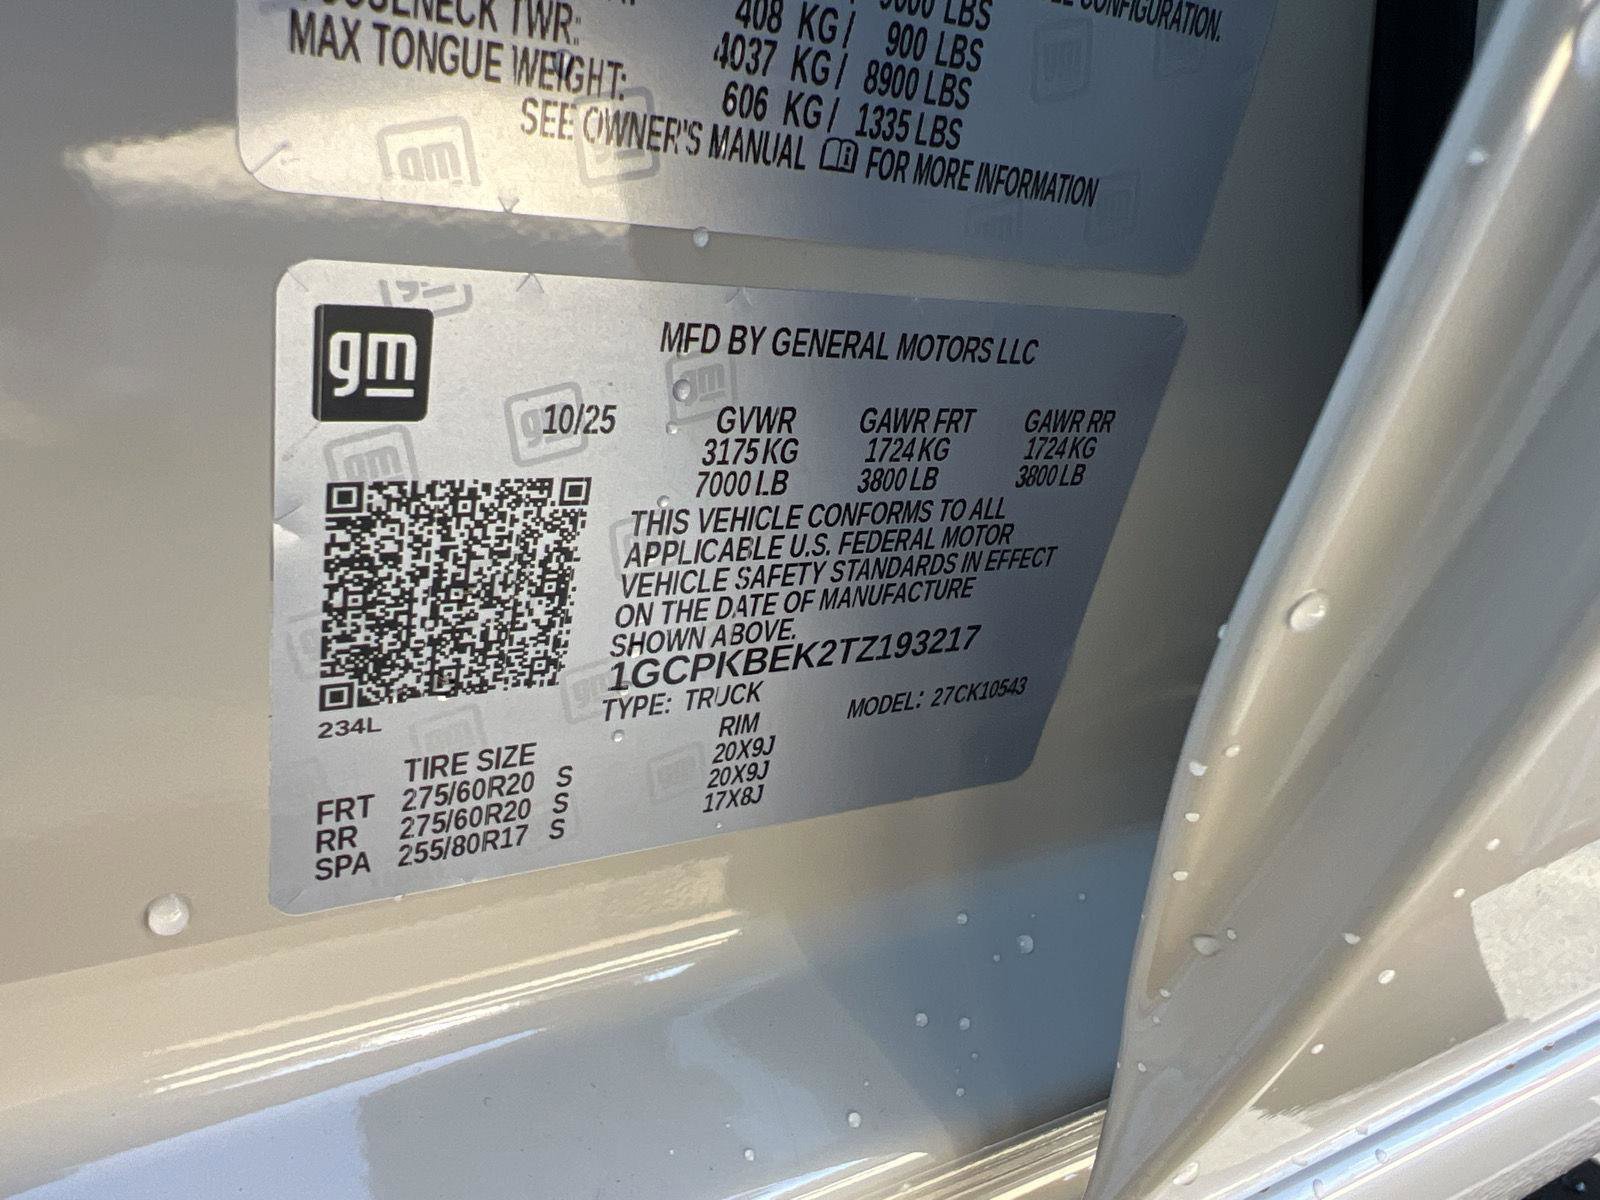 TWR: 408 KG / 900 LBS
4037 KG / 8900 LBS
MAX TONGUE WEIGHT: 606 KG / 1335 LBS
SEE OWNER'S MANUAL FOR MORE INFORMATION
CONFIGURATION.
gm
MFD BY GENERAL MOTORS LLC
10/25 GVWR GAWR FRT GAWR RR
3175 KG 1724 KG 1724 KG
7000 LB 3800 LB 3800 LB
THIS VEHICLE CONFORMS TO ALL
APPLICABLE U.S. FEDERAL MOTOR
VEHICLE SAFETY STANDARDS IN EFFECT
ON THE DATE OF MANUFACTURE
SHOWN ABOVE.
1GCPKBEK2TZ193217
TYPE: TRUCK MODEL: 27CK10543
234L
TIRE SIZE RIM
FRT 275/60R20 S 20X9J
RR 275/60R20 S 20X9J
SPA 255/80R17 S 17X8J